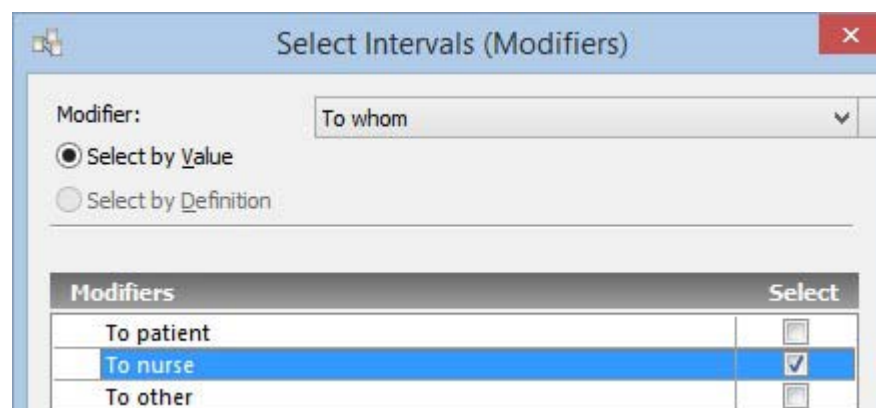 Select Intervals (Modifiers)
Modifier: To whom
Select by Value
Select by Definition
Modifiers Select
To patient
To nurse
To other